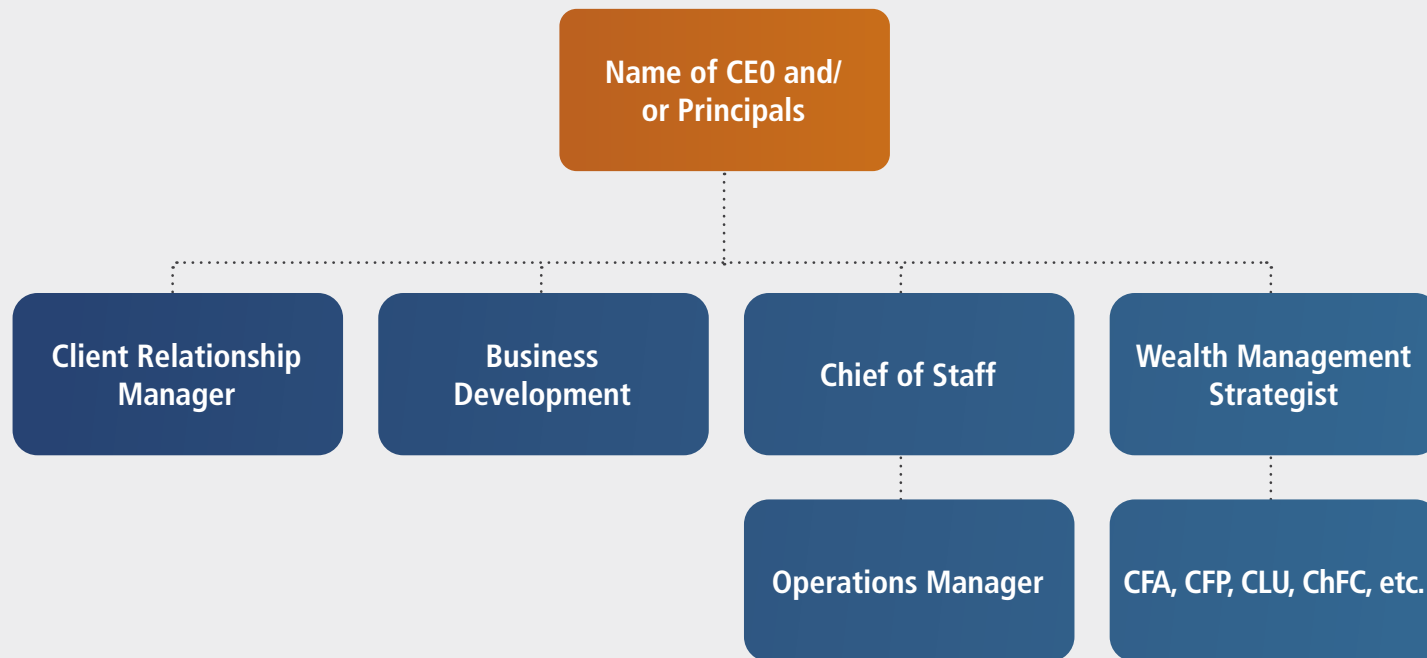 Name of CE0 and/
or Principals
Client Relationship
Manager
Business
Development
Chief of Staff
Wealth Management
Strategist
Operations Manager
CFA, CFP, CLU, ChFC, etc.